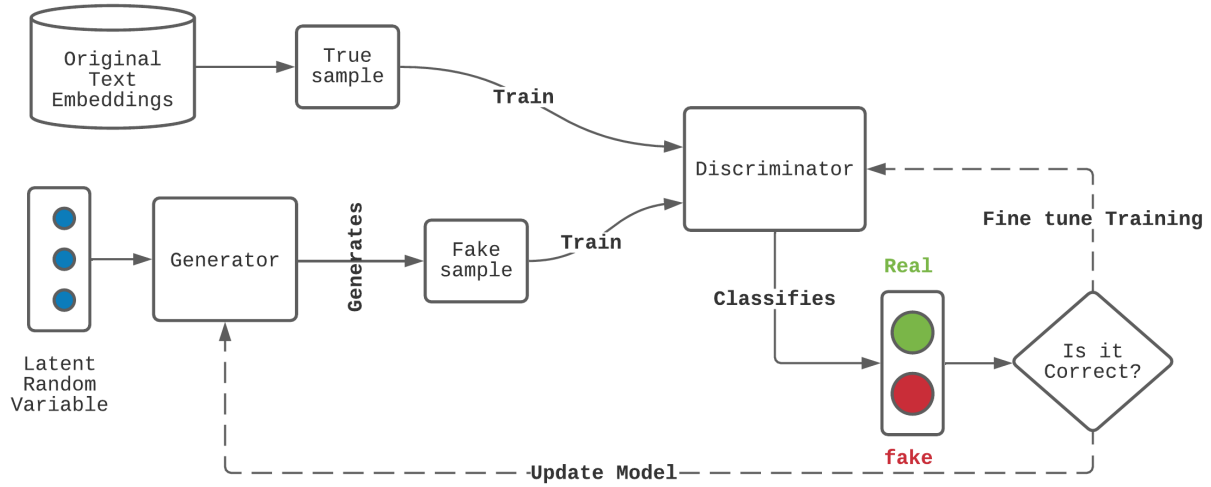 Original
Text
Embeddings
True
sample
Train
Discriminator
Fine tune Training
Generator
Generates
Fake
sample
Train
Real
Classifies
Is it
Correct?
Latent
Random
Variable
fake
Update Model